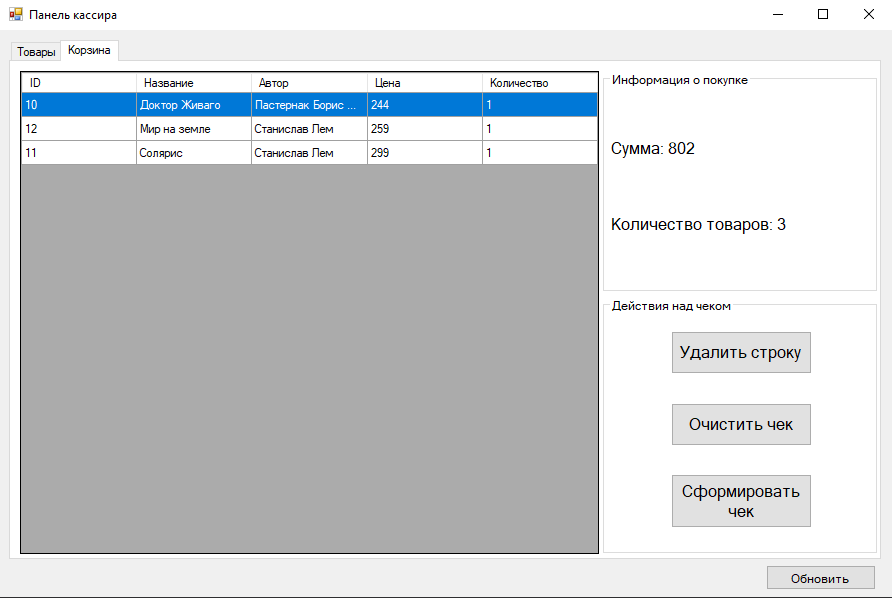 Панель кассира
Товары Корзина
ID Название Автор Цена Количество
10 Доктор Живаго Пастернак Борис ... 244 1
12 Мир на земле Станислав Лем 259 1
11 Солярис Станислав Лем 299 1
Информация о покупке
Сумма: 802
Количество товаров: 3
Действия над чеком
Удалить строку
Очистить чек
Сформировать
чек
Обновить